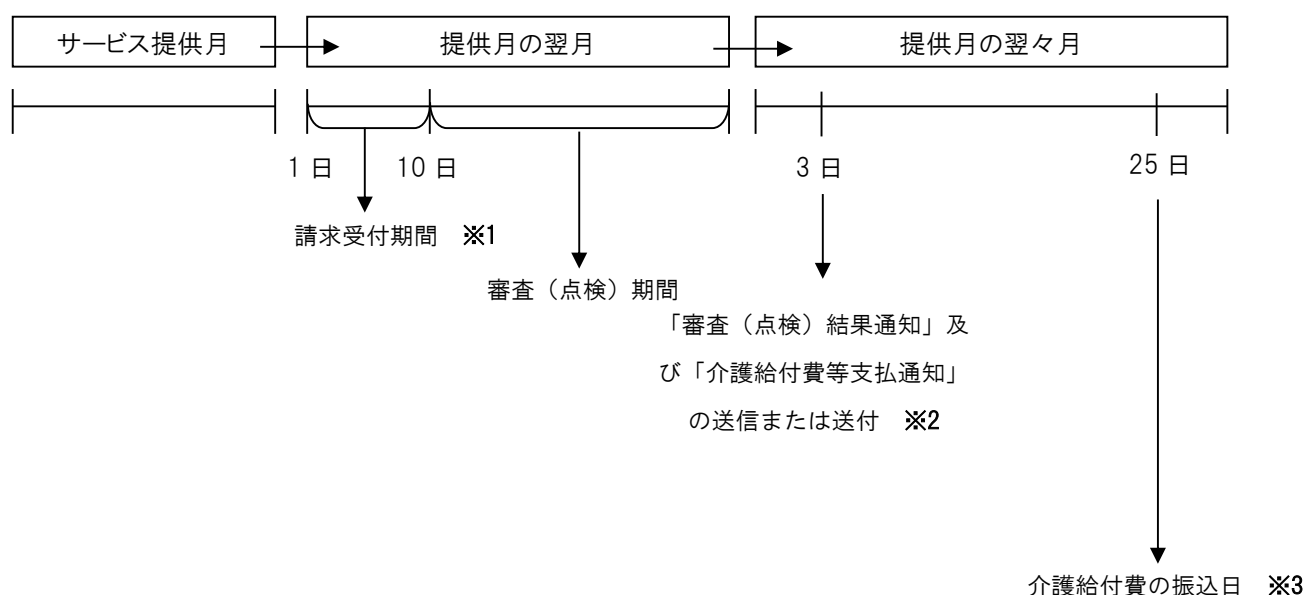 サービス提供月
提供月の翌月
提供月の翌々月
1日
10日
3日
25日
請求受付期間　※1
審査（点検）期間
「審査（点検）結果通知」及
び「介護給付費等支払通知」
の送信または送付　※2
介護給付費の振込日　※3